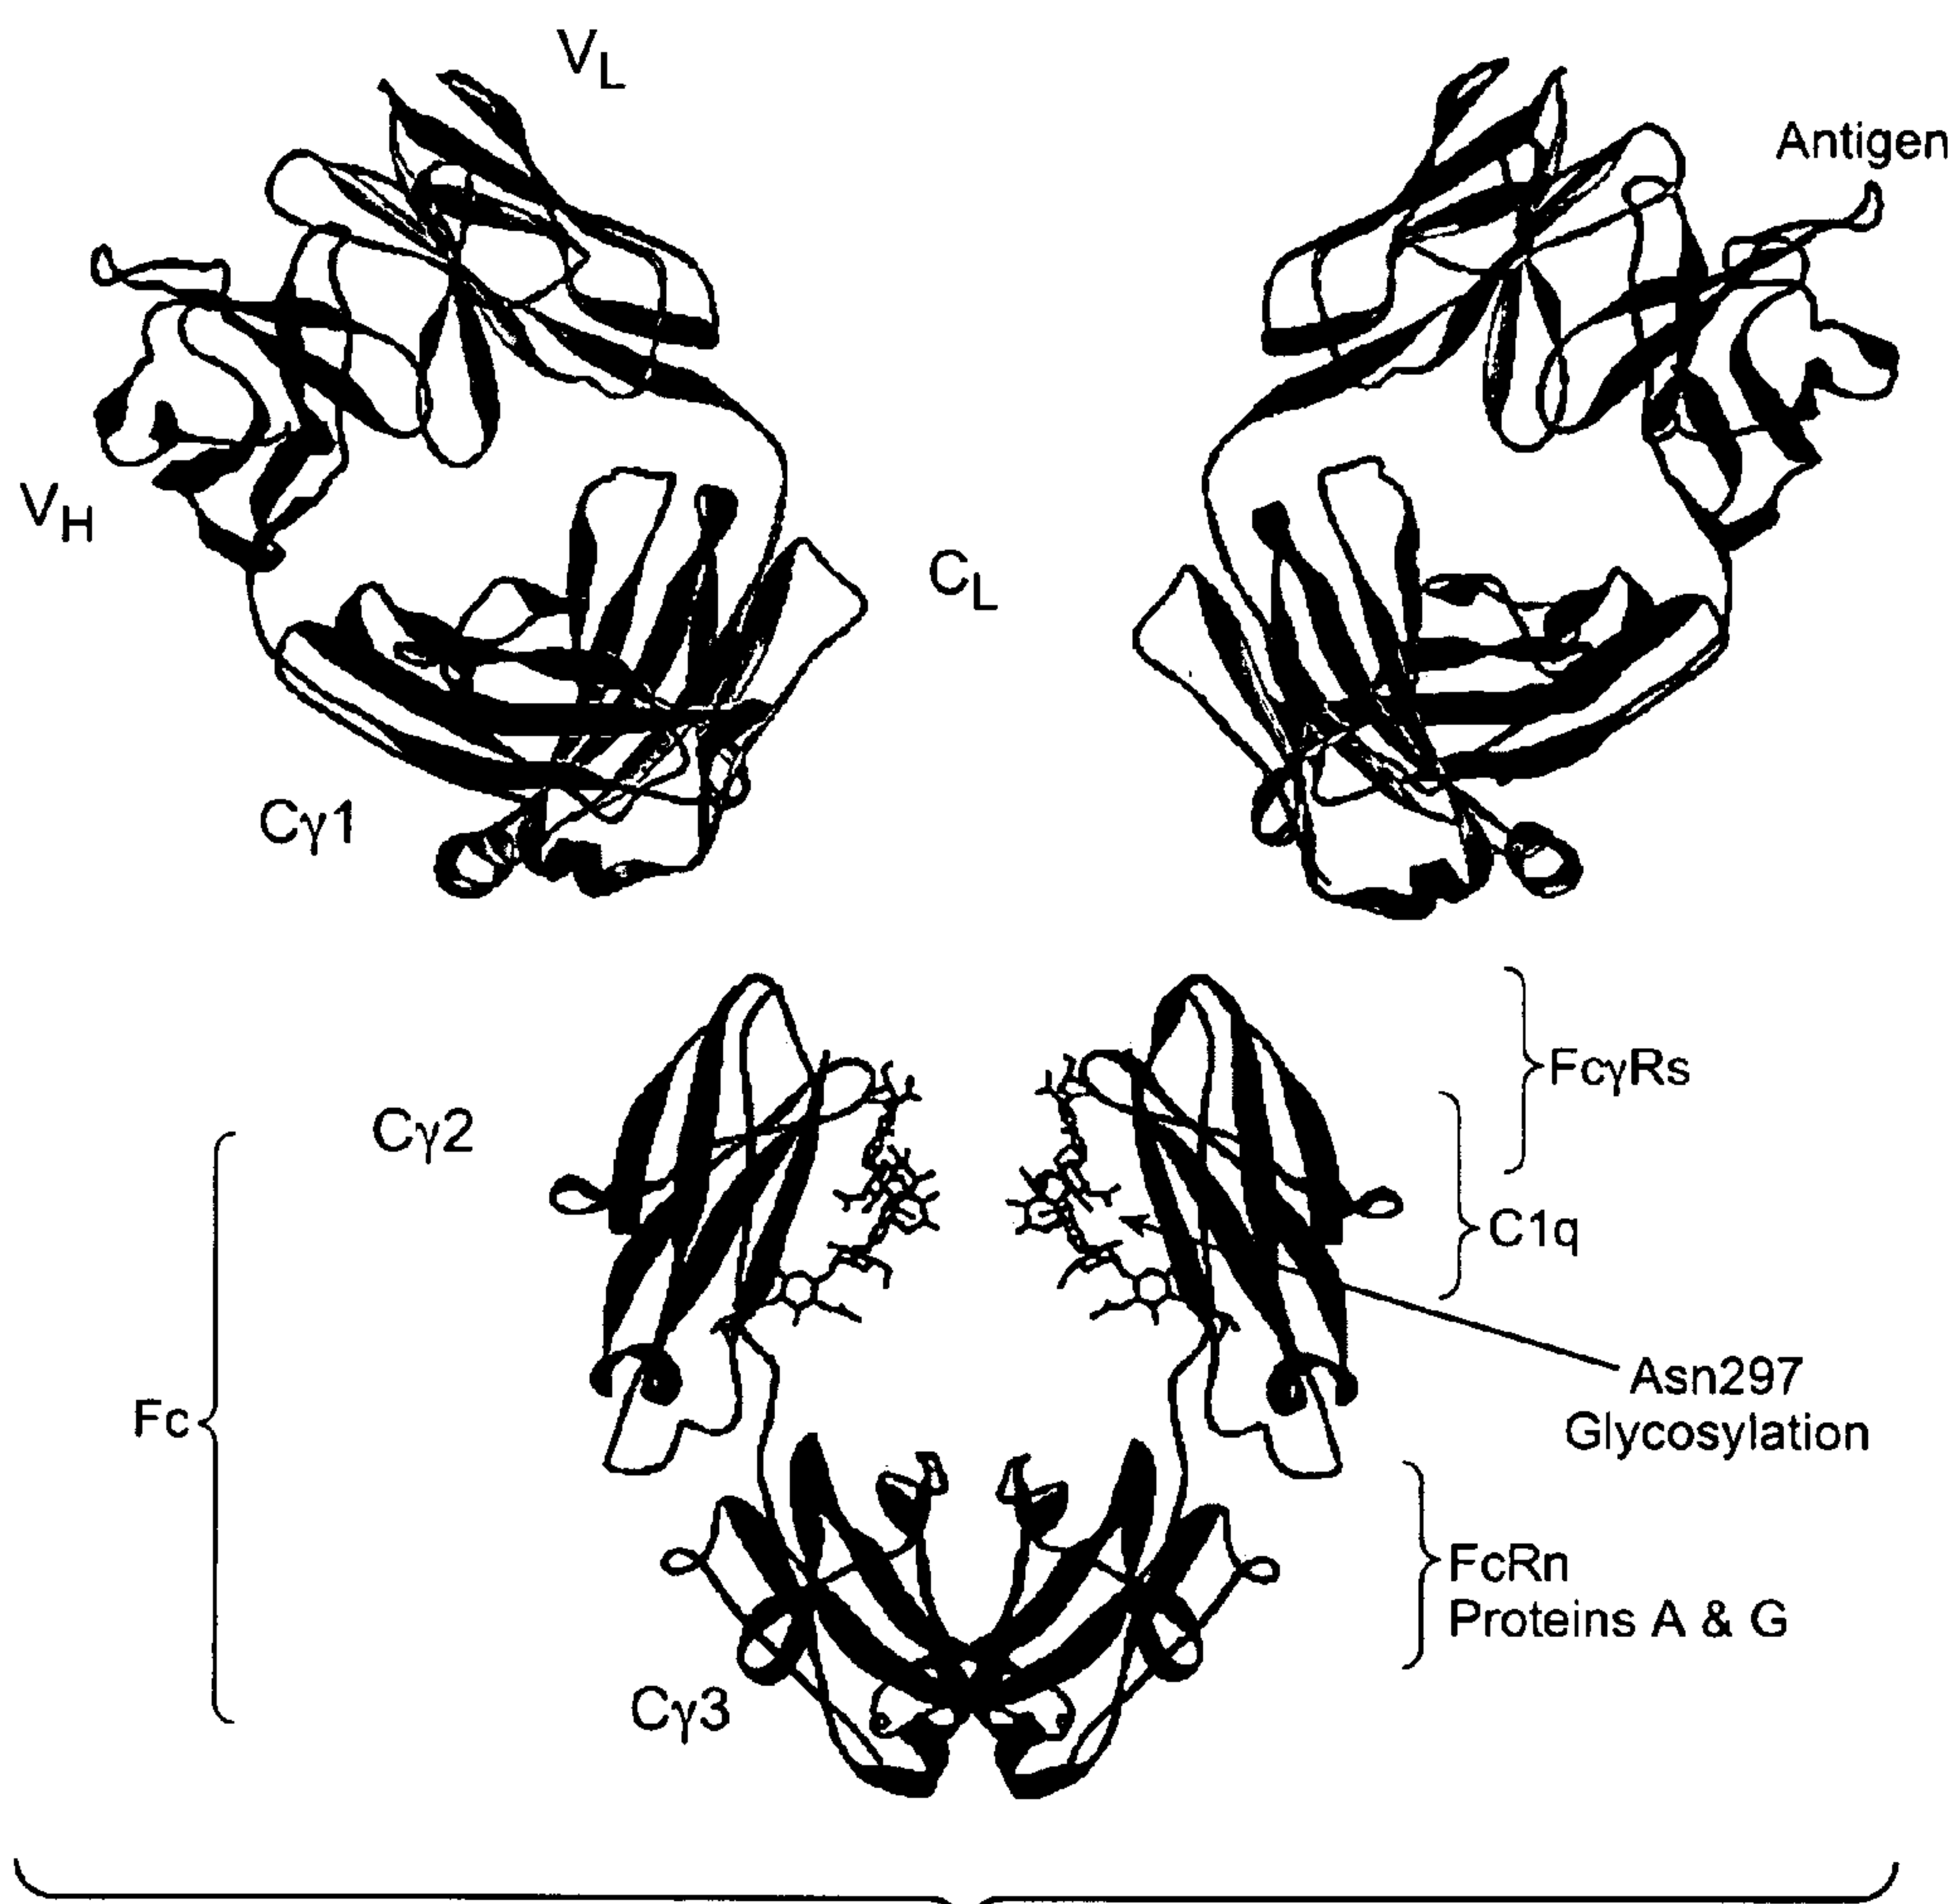 VL
Antigen
VH
CL
Cγ1
FcγRs
Cγ2
C1q
Asn297
Glycosylation
Fc
FcRn
Proteins A & G
Cγ3